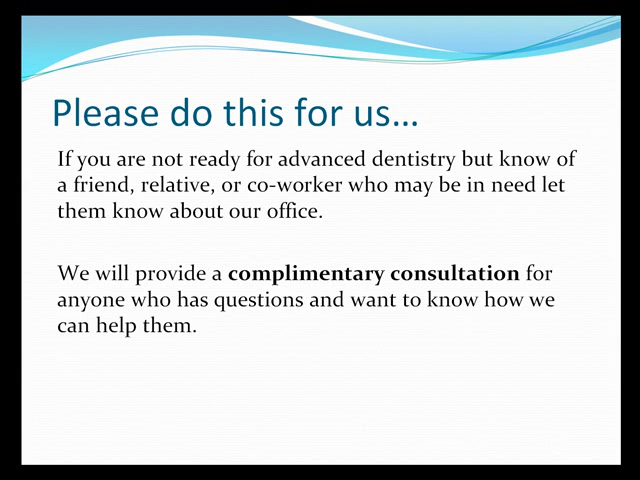 Please do this for us…
If you are not ready for advanced dentistry but know of
a friend, relative, or co-worker who may be in need let
them know about our office.
We will provide a complimentary consultation for
anyone who has questions and want to know how we
can help them.